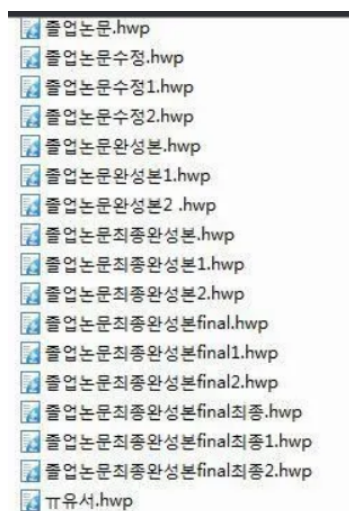 졸업논문.hwp
졸업논문수정.hwp
졸업논문수정1.hwp
졸업논문수정2.hwp
졸업논문완성본.hwp
졸업논문완성본1.hwp
졸업논문완성본2 .hwp
졸업논문최종완성본.hwp
졸업논문최종완성본1.hwp
졸업논문최종완성본2.hwp
졸업논문최종완성본final.hwp
졸업논문최종완성본final1.hwp
졸업논문최종완성본final2.hwp
졸업논문최종완성본final최종.hwp
졸업논문최종완성본final최종1.hwp
졸업논문최종완성본final최종2.hwp
ㅠ유서.hwp